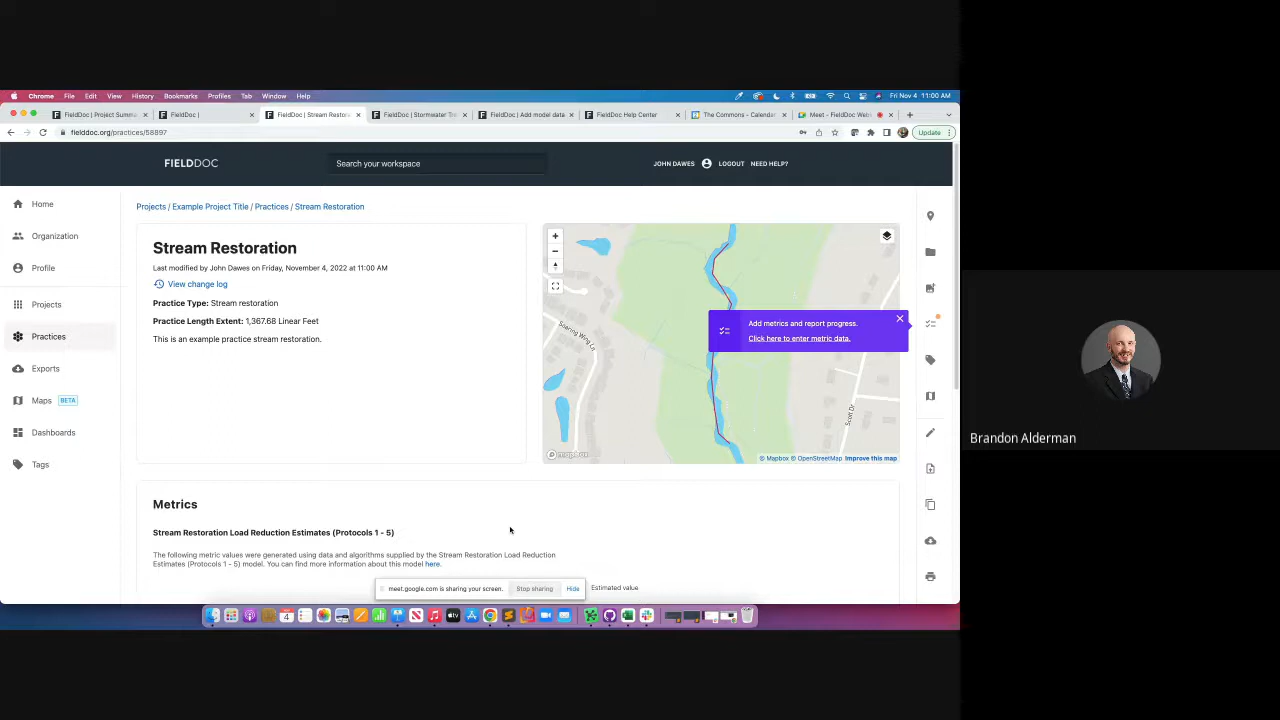 Chrome File Edit View History Bookmarks Profiles Tab Window Help
Fri Nov 4 11:00 AM
FieldDoc | Project Summa
FieldDoc |
FieldDoc | Stream Restora
FieldDoc | Stormwater Tre
FieldDoc | Add model data
FieldDoc Help Center
The Commons - Calendar
Meet - FieldDoc Web
fielddoc.org/practices/58897
Update
FIELDDOC
Search your workspace
JOHN DAWES
LOGOUT
NEED HELP?
Home
Organization
Profile
Projects
Practices
Exports
Maps BETA
Dashboards
Tags
Projects / Example Project Title / Practices / Stream Restoration
Stream Restoration
Last modified by John Dawes on Friday, November 4, 2022 at 11:00 AM
View change log
Practice Type: Stream restoration
Practice Length Extent: 1,367.68 Linear Feet
This is an example practice stream restoration.
Soaring Wing Ln
Scott Dr
Add metrics and report progress.
Click here to enter metric data.
mapbox
© Mapbox © OpenStreetMap Improve this map
Metrics
Stream Restoration Load Reduction Estimates (Protocols 1 - 5)
The following metric values were generated using data and algorithms supplied by the Stream Restoration Load Reduction
Estimates (Protocols 1 - 5) model. You can find more information about this model here.
Estimated value
meet.google.com is sharing your screen.
Stop sharing
Hide
Brandon Alderman